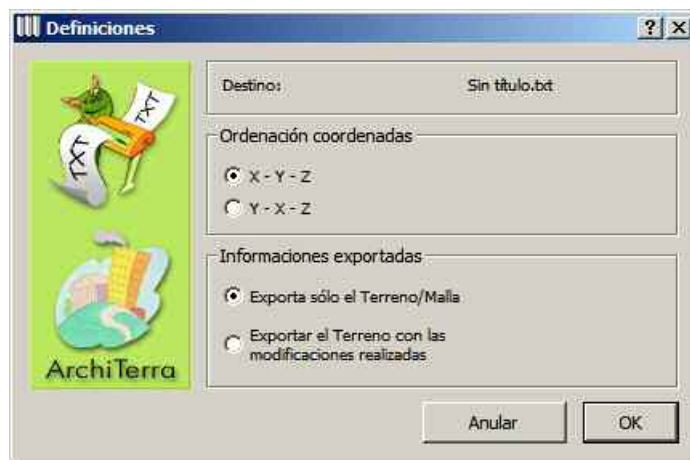 Definiciones
Destino: Sin título.txt
Ordenación coordenadas
X - Y - Z
Y - X - Z
Informaciones exportadas
Exporta sólo el Terreno/Malla
Exportar el Terreno con las
modificaciones realizadas
TXT
TXT
ArchiTerra
Anular OK